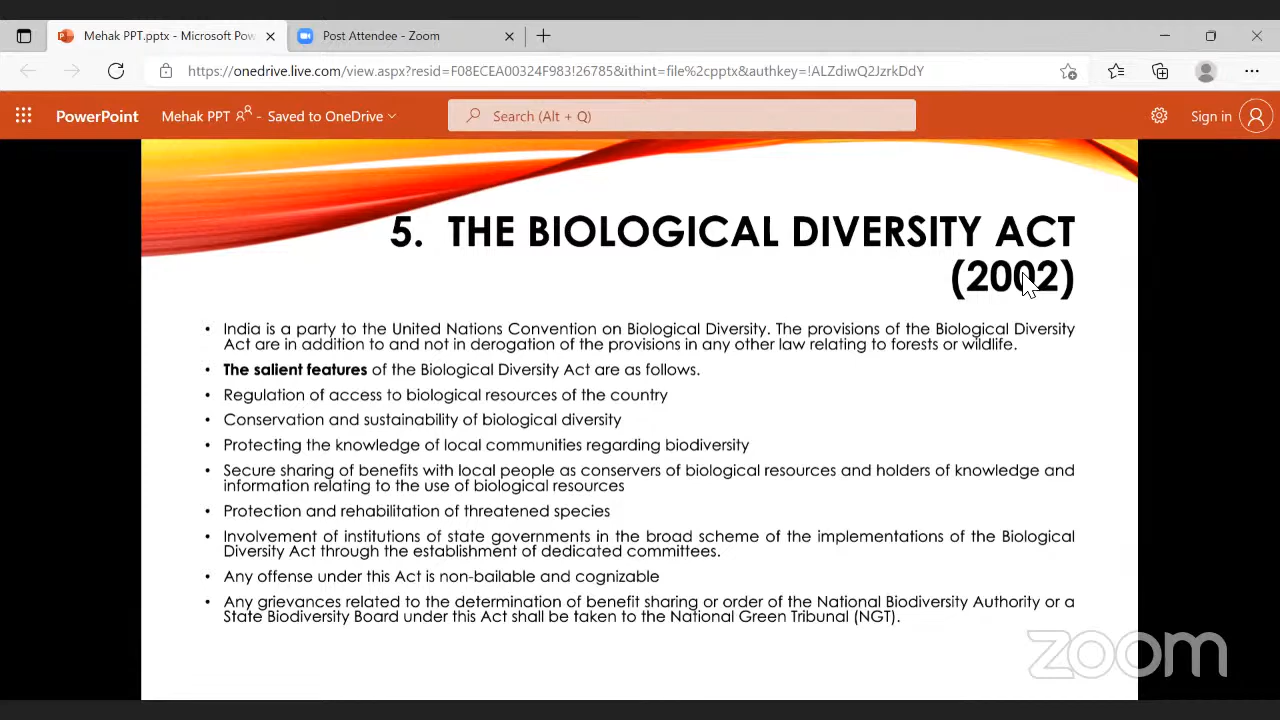 Mehak PPT.pptx - Microsoft Pow
Post Attendee - Zoom
https://onedrive.live.com/view.aspx?resid=F08ECEA00324F983!26785&ithint=file%2cpptx&authkey=!ALZdiwQ2JzrkDdY
PowerPoint
Mehak PPT - Saved to OneDrive
Search (Alt + Q)
Sign in
5. THE BIOLOGICAL DIVERSITY ACT
(2002)
• India is a party to the United Nations Convention on Biological Diversity. The provisions of the Biological Diversity
Act are in addition to and not in derogation of the provisions in any other law relating to forests or wildlife.
• The salient features of the Biological Diversity Act are as follows.
• Regulation of access to biological resources of the country
• Conservation and sustainability of biological diversity
• Protecting the knowledge of local communities regarding biodiversity
• Secure sharing of benefits with local people as conservers of biological resources and holders of knowledge and
information relating to the use of biological resources
• Protection and rehabilitation of threatened species
• Involvement of institutions of state governments in the broad scheme of the implementations of the Biological
Diversity Act through the establishment of dedicated committees.
• Any offense under this Act is non-bailable and cognizable
• Any grievances related to the determination of benefit sharing or order of the National Biodiversity Authority or a
State Biodiversity Board under this Act shall be taken to the National Green Tribunal (NGT).
zoom